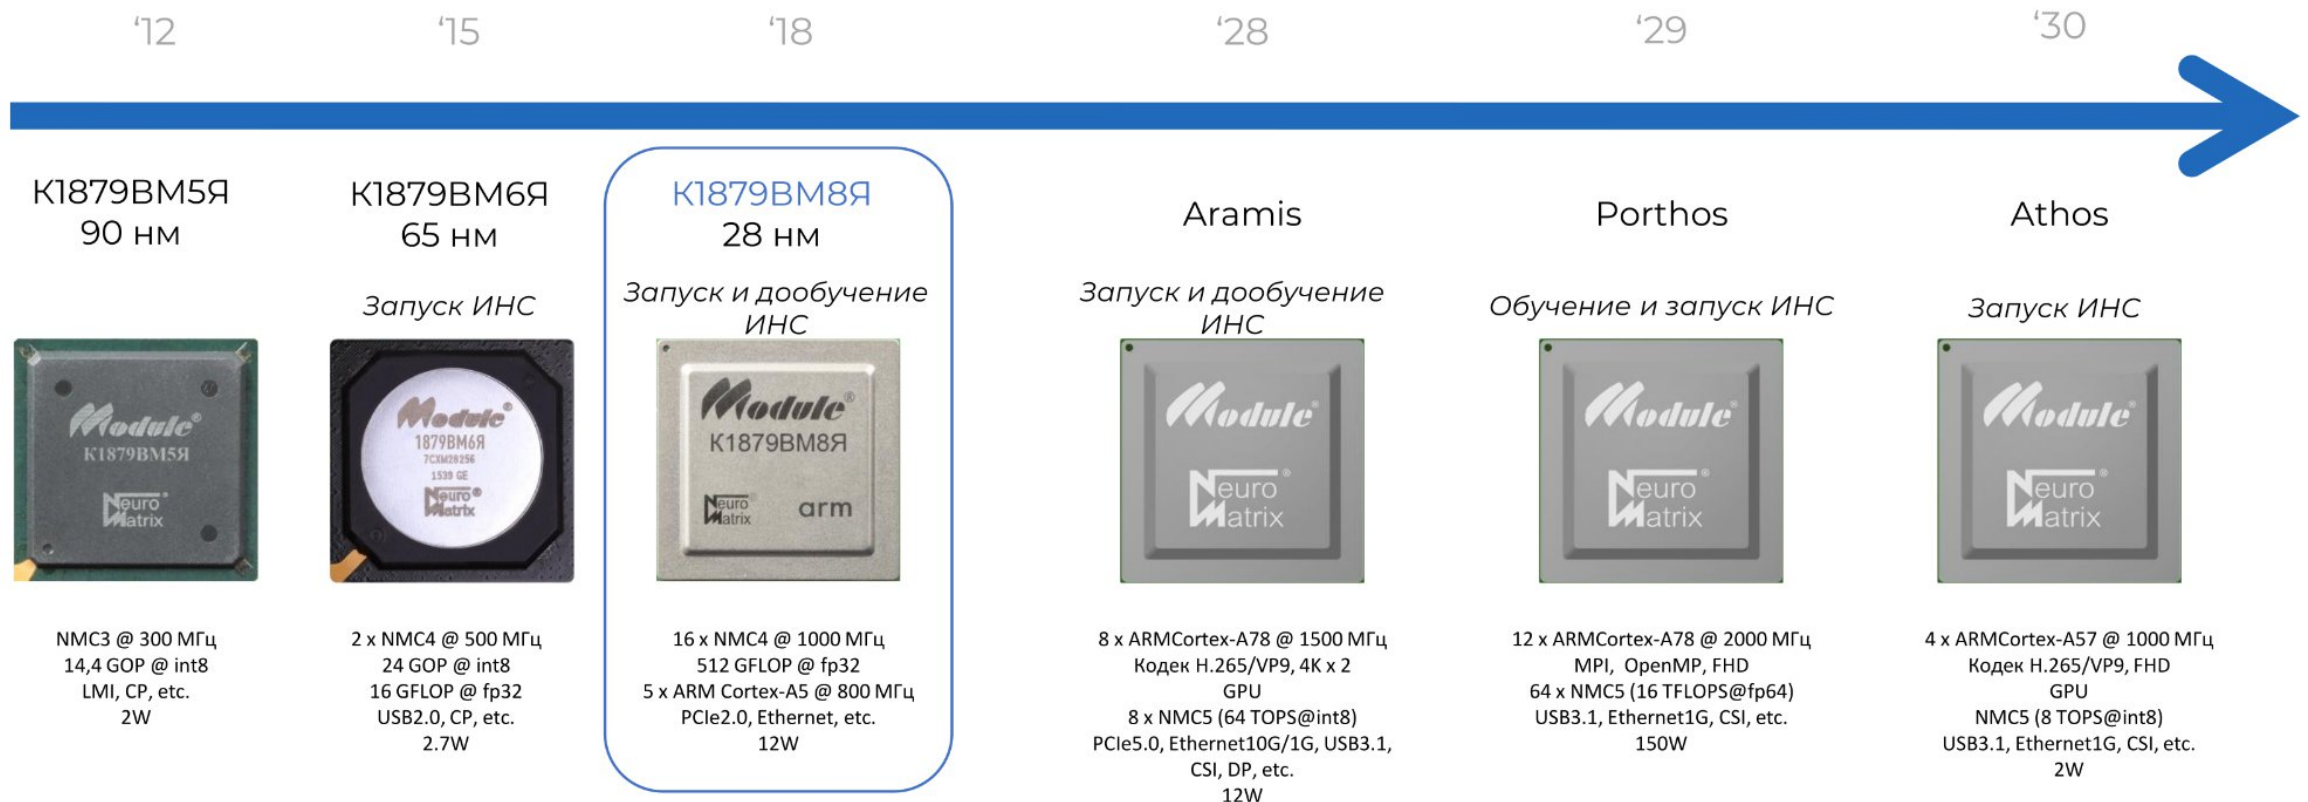 ‘12
‘15
‘18
‘28
‘29
‘30
К1879ВМ5Я
90 нм
К1879ВМ6Я
65 нм
К1879ВМ8Я
28 нм
Aramis
Porthos
Athos
Запуск ИНС
Запуск и дообучение
ИНС
Запуск и дообучение
ИНС
Обучение и запуск ИНС
Запуск ИНС
Module®
К1879ВМ5Я
Neuro®
Matrix
Module®
1879ВМ6Я
7CXM28256
1539 GE
Neuro®
Matrix
Module®
К1879ВМ8Я
Neuro®
Matrix
arm
Module®
Neuro®
Matrix
Module®
Neuro®
Matrix
Module®
Neuro®
Matrix
NMC3 @ 300 МГц
14,4 GOP @ int8
LMI, CP, etc.
2W
2 x NMC4 @ 500 МГц
24 GOP @ int8
16 GFLOP @ fp32
USB2.0, CP, etc.
2.7W
16 x NMC4 @ 1000 МГц
512 GFLOP @ fp32
5 x ARM Cortex-A5 @ 800 МГц
PCIe2.0, Ethernet, etc.
12W
8 x ARMCortex-A78 @ 1500 МГц
Кодек H.265/VP9, 4K x 2
GPU
8 x NMC5 (64 TOPS@int8)
PCIe5.0, Ethernet10G/1G, USB3.1,
CSI, DP, etc.
12W
12 x ARMCortex-A78 @ 2000 МГц
MPI, OpenMP, FHD
64 x NMC5 (16 TFLOPS@fp64)
USB3.1, Ethernet1G, CSI, etc.
150W
4 x ARMCortex-A57 @ 1000 МГц
Кодек H.265/VP9, FHD
GPU
NMC5 (8 TOPS@int8)
USB3.1, Ethernet1G, CSI, etc.
2W